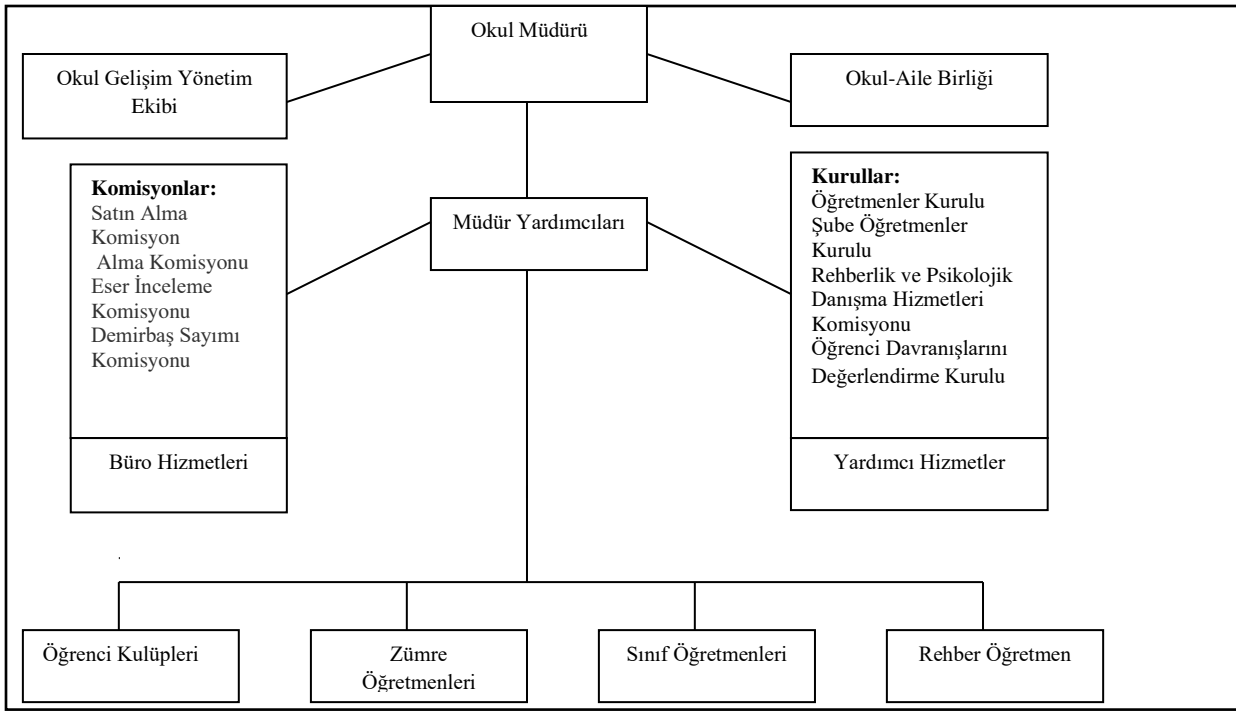 Okul Müdürü
Okul Gelişim Yönetim
Ekibi
Okul-Aile Birliği
Komisyonlar:
Satın Alma
Komisyon
Alma Komisyonu
Eser İnceleme
Komisyonu
Demirbaş Sayımı
Komisyonu
Müdür Yardımcıları
Kurullar:
Öğretmenler Kurulu
Şube Öğretmenler
Kurulu
Rehberlik ve Psikolojik
Danışma Hizmetleri
Komisyonu
Öğrenci Davranışlarını
Değerlendirme Kurulu
Büro Hizmetleri
Yardımcı Hizmetler
Öğrenci Kulüpleri
Zümre
Öğretmenleri
Sınıf Öğretmenleri
Rehber Öğretmen